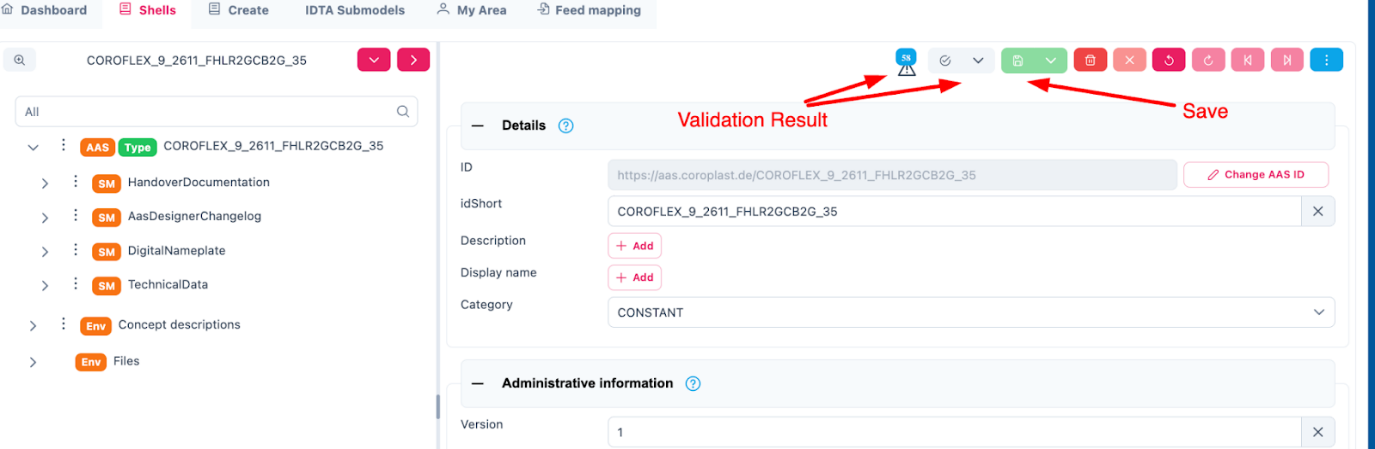 Dashboard Shells Create IDTA Submodels My Area Feed mapping
COROFLEX_9_2611_FHLR2GCB2G_35
58
Validation Result
Save
All
AAS Type COROFLEX_9_2611_FHLR2GCB2G_35
SM HandoverDocumentation
SM AasDesignerChangelog
SM DigitalNameplate
SM TechnicalData
Env Concept descriptions
Env Files
Details ?
ID https://aas.coroplast.de/COROFLEX_9_2611_FHLR2GCB2G_35 Change AAS ID
idShort COROFLEX_9_2611_FHLR2GCB2G_35
Description + Add
Display name + Add
Category CONSTANT
Administrative information ?
Version 1